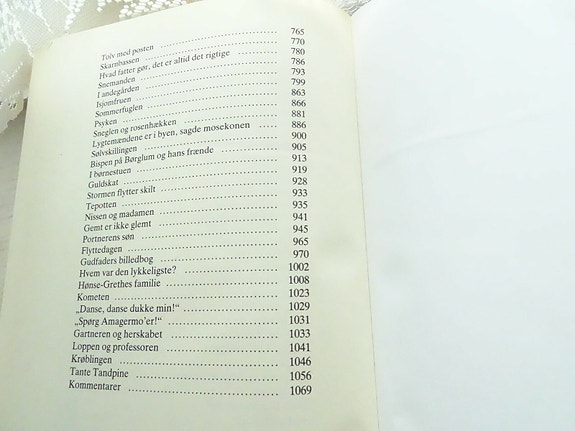 Tolv med posten 765
Skarnbassen 770
Hvad fatter gør, det er altid det rigtige 780
Snemanden 786
I andegården 793
Isjomfruen 799
Sommerfuglen 863
Psyken 866
Sneglen og rosenhækken 881
Lygtemændene er i byen, sagde mosekonen 886
Sølvskillingen 900
Bispen på Børglum og hans frænde 905
I børnestuen 913
Guldskat 919
Stormen flytter skilt 928
Tepotten 933
Nissen og madamen 935
Gemt er ikke glemt 941
Portnerens søn 945
Flyttedagen 965
Gudfaders billedbog 970
Hvem var den lykkeligste? 1002
Hønse-Grethes familie 1008
Kometen 1023
„Danse, danse dukke min!“ 1029
„Spørg Amagermo'er!“ 1031
Gartneren og herskabet 1033
Loppen og professoren 1041
Krøblingen 1046
Tante Tandpine 1056
Kommentarer 1069